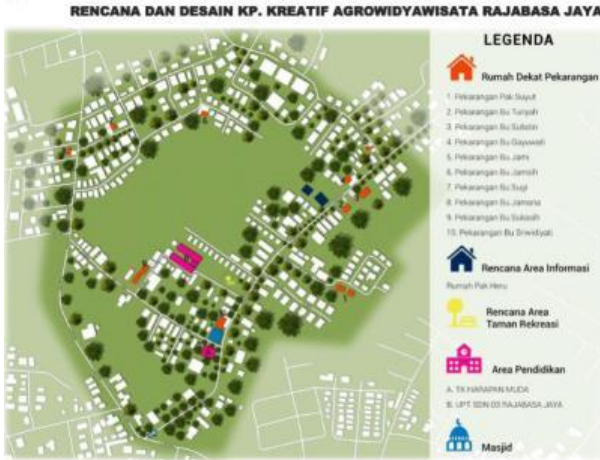 RENCANA DAN DESAIN KP. KREATIF AGROWIDYAWISATA RAJABASA JAYA
LEGENDA
Rumah Dekat Pekarangan
1. Pekarangan Pak Suyut
2. Pekarangan Bu Turiyah
3. Pekarangan Bu Sulistin
4. Pekarangan Bu Gayuwati
5. Pekarangan Bu Jami
6. Pekarangan Bu Jamsih
7. Pekarangan Bu Sugi
8. Pekarangan Bu Jamaria
9. Pekarangan Bu Sukasih
10. Pekarangan Bu Sriwidyati
Rencana Area Informasi
Rumah Pak Heru
Rencana Area
Taman Rekreasi
Area Pendidikan
A. TK HARAPAN MUDA
B. UPT SDN 03 RAJABASA JAYA
Masjid